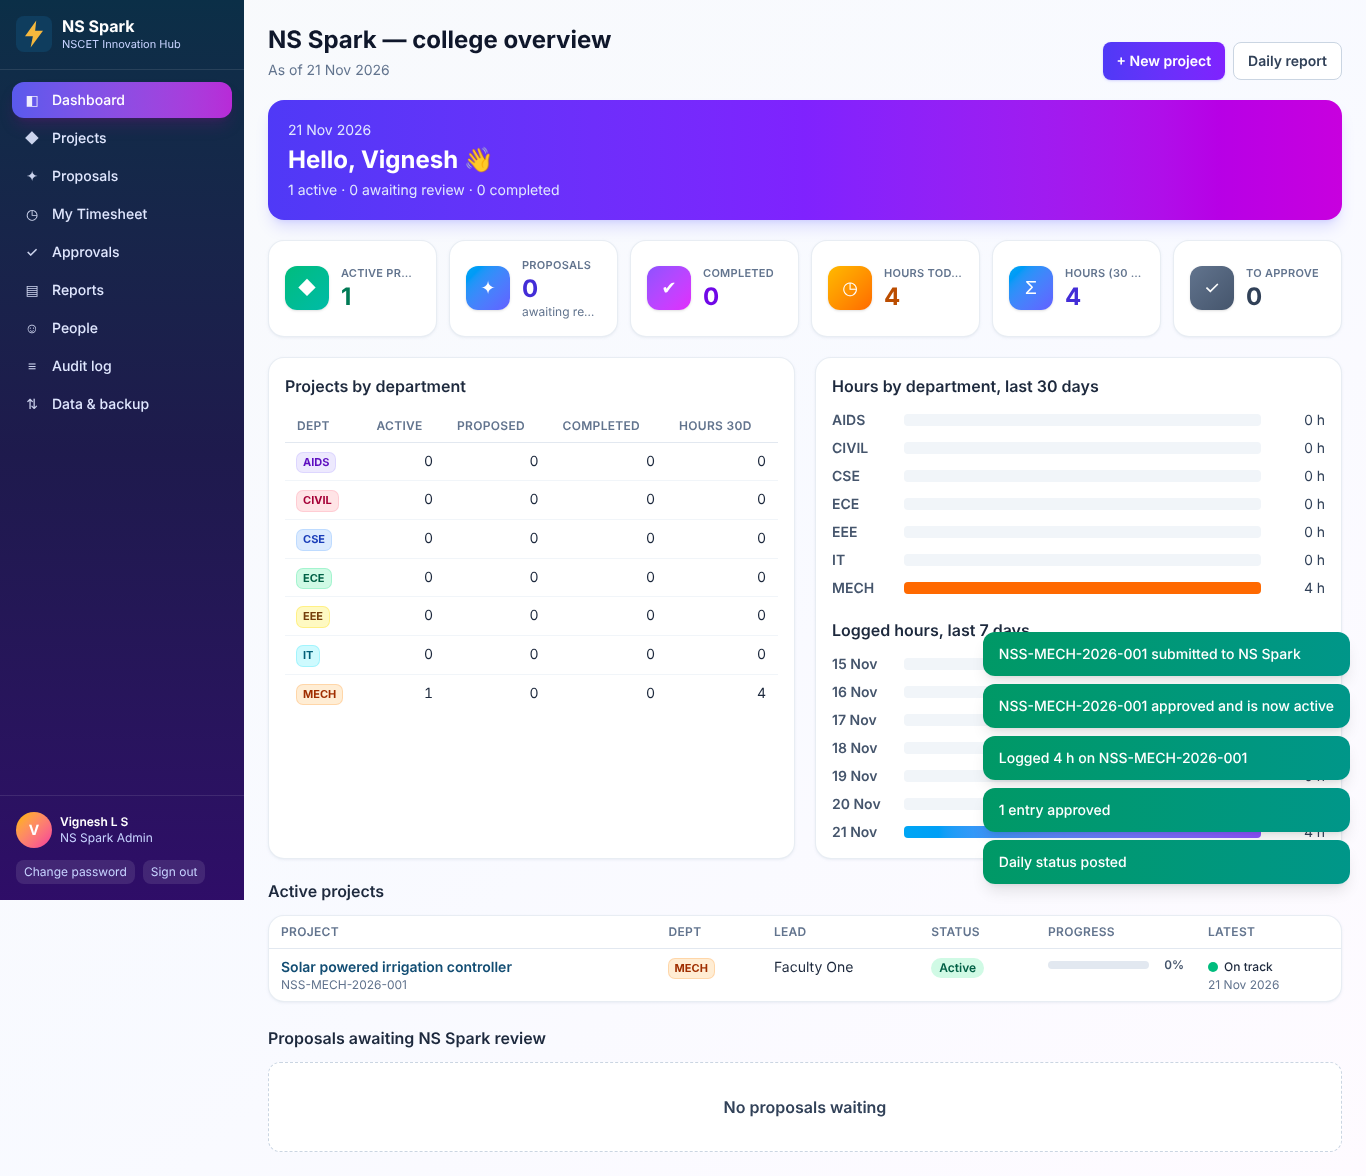 NS Spark
NSCET Innovation Hub
Dashboard
Projects
Proposals
My Timesheet
Approvals
Reports
People
Audit log
Data & backup
V
Vignesh L S
NS Spark Admin
Change password
Sign out
NS Spark — college overview
As of 21 Nov 2026
+ New project
Daily report
21 Nov 2026
Hello, Vignesh 👋
1 active · 0 awaiting review · 0 completed
ACTIVE PR...
1
PROPOSALS
0
awaiting re...
COMPLETED
0
HOURS TOD...
4
Σ
HOURS (30 ...
4
TO APPROVE
0
Projects by department
DEPT ACTIVE PROPOSED COMPLETED HOURS 30D
AIDS 0 0 0 0
CIVIL 0 0 0 0
CSE 0 0 0 0
ECE 0 0 0 0
EEE 0 0 0 0
IT 0 0 0 0
MECH 1 0 0 4
Hours by department, last 30 days
AIDS 0 h
CIVIL 0 h
CSE 0 h
ECE 0 h
EEE 0 h
IT 0 h
MECH 4 h
Logged hours, last 7 days
15 Nov
16 Nov
17 Nov
18 Nov
19 Nov
20 Nov
21 Nov 4 h
NSS-MECH-2026-001 submitted to NS Spark
NSS-MECH-2026-001 approved and is now active
Logged 4 h on NSS-MECH-2026-001
1 entry approved
Daily status posted
Active projects
PROJECT DEPT LEAD STATUS PROGRESS LATEST
Solar powered irrigation controller MECH Faculty One Active 0% On track
NSS-MECH-2026-001 21 Nov 2026
Proposals awaiting NS Spark review
No proposals waiting